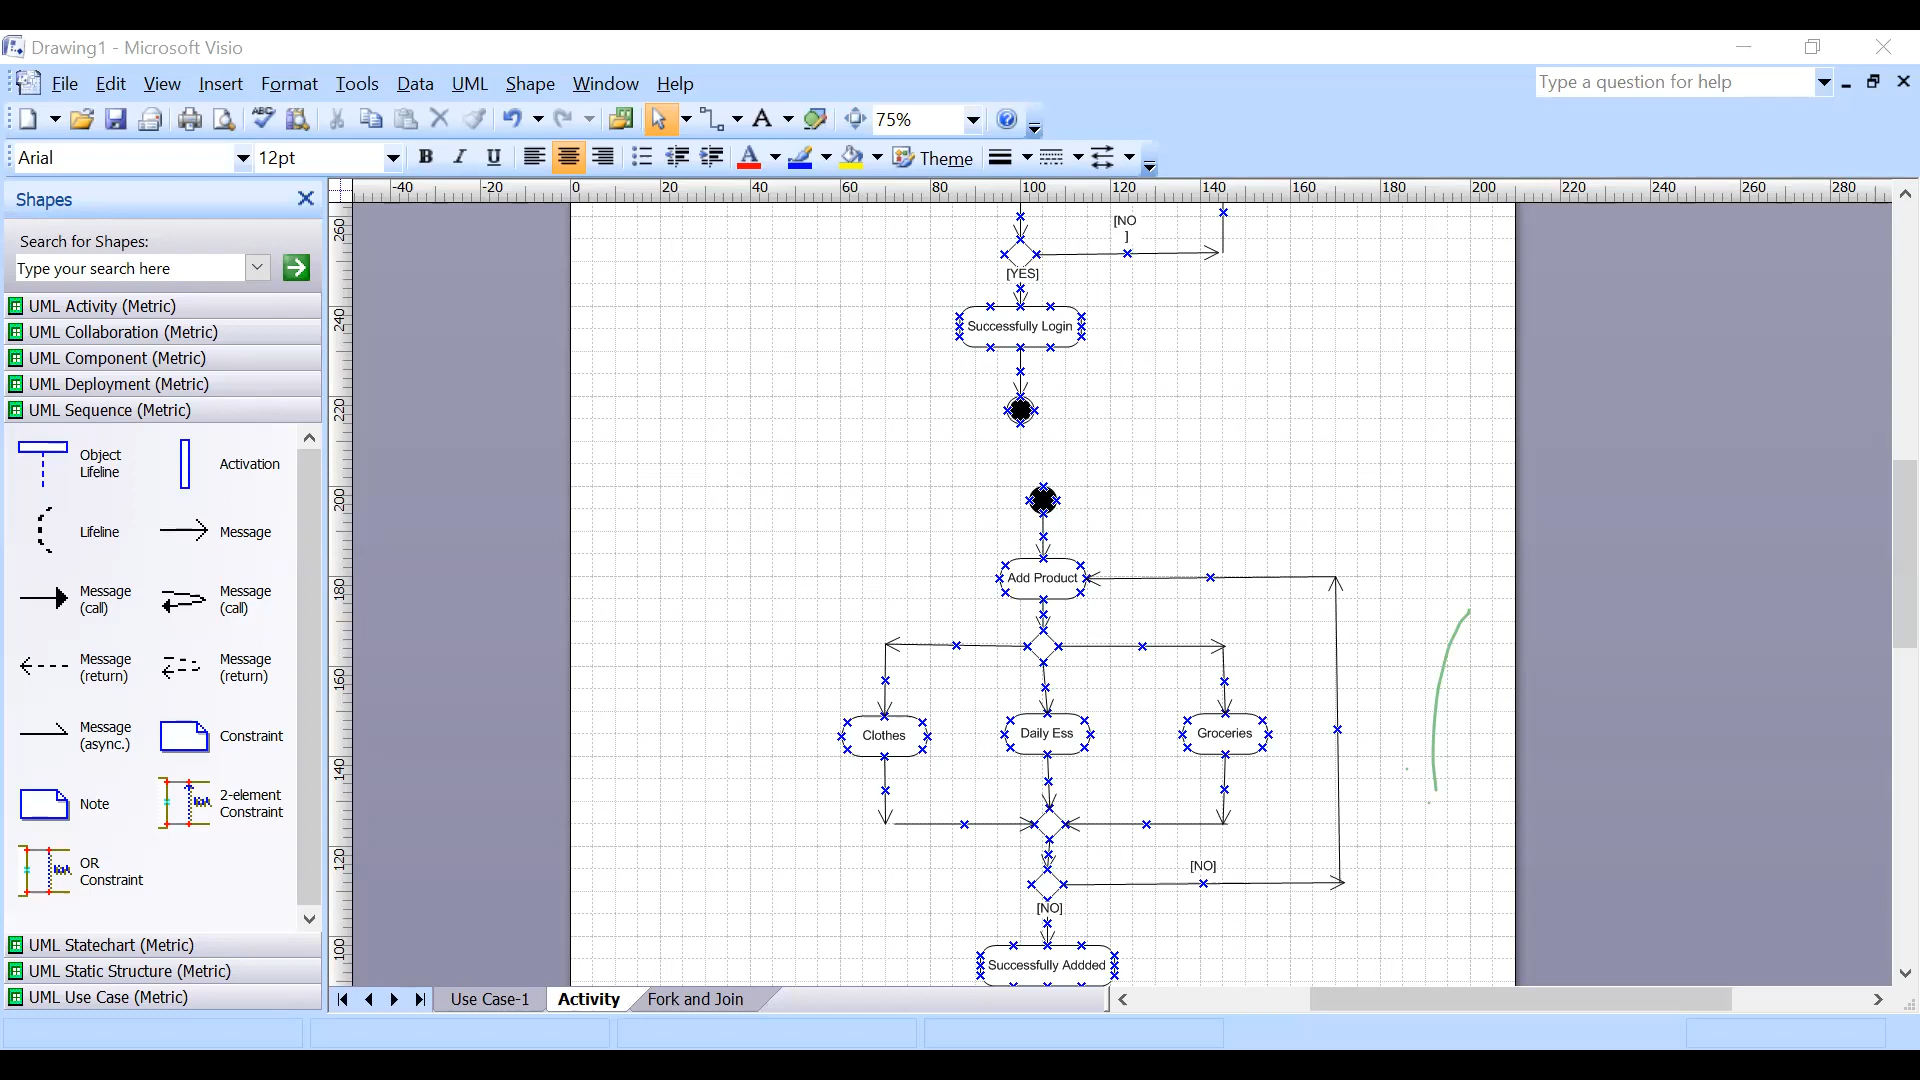 Drawing1 - Microsoft Visio
File Edit View Insert Format Tools Data UML Shape Window Help
Type a question for help
75%
Arial 12pt B I U A Theme
Shapes
Search for Shapes:
Type your search here
UML Activity (Metric)
UML Collaboration (Metric)
UML Component (Metric)
UML Deployment (Metric)
UML Sequence (Metric)
Object
Lifeline
Activation
Lifeline
Message
Message
(call)
Message
(call)
Message
(return)
Message
(return)
Message
(async.)
Constraint
Note
2-element
Constraint
OR
Constraint
UML Statechart (Metric)
UML Static Structure (Metric)
UML Use Case (Metric)
-40 -20 0 20 40 60 80 100 120 140 160 180 200 220 240 260 280
260
240
220
200
180
160
140
120
100
[NO
]
[YES]
Successfully Login
Add Product
Clothes
Daily Ess
Groceries
[NO]
[NO]
Successfully Addded
Use Case-1 Activity Fork and Join